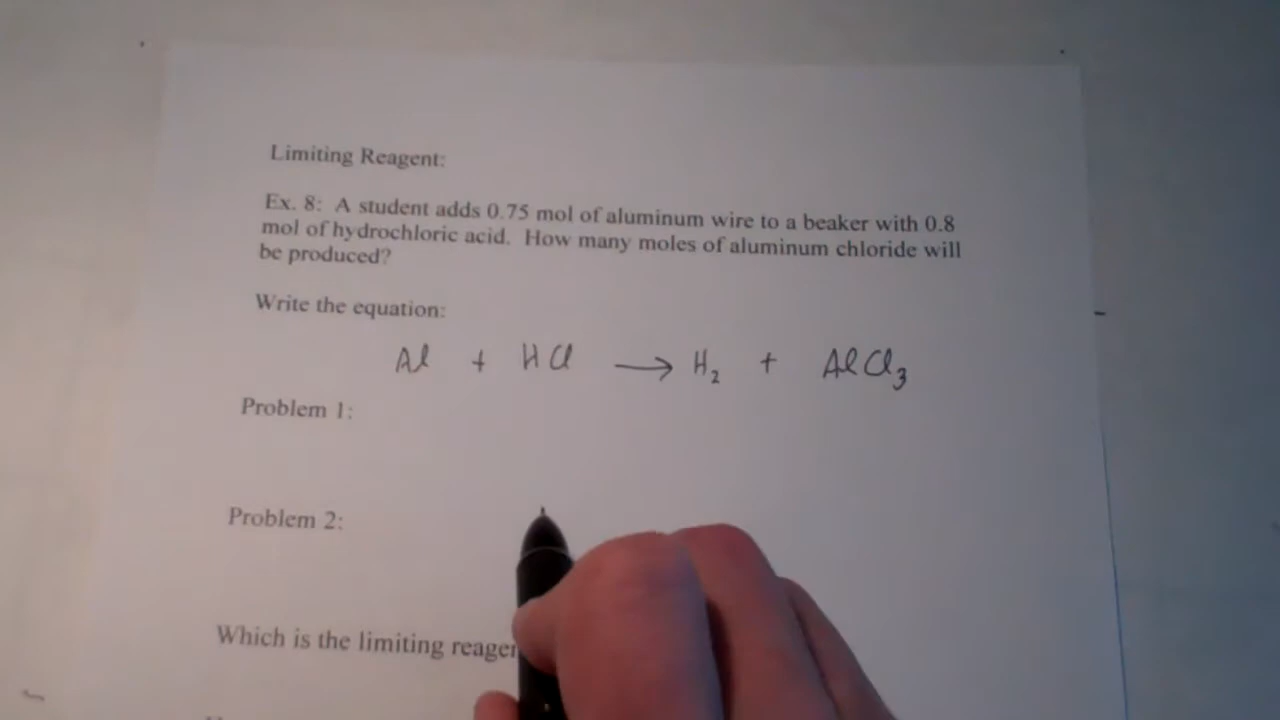 Limiting Reagent:
Ex. 8: A student adds 0.75 mol of aluminum wire to a beaker with 0.8
mol of hydrochloric acid. How many moles of aluminum chloride will
be produced?
Write the equation:
Al + HCl → H₂ + AlCl₃
Problem 1:
Problem 2:
Which is the limiting